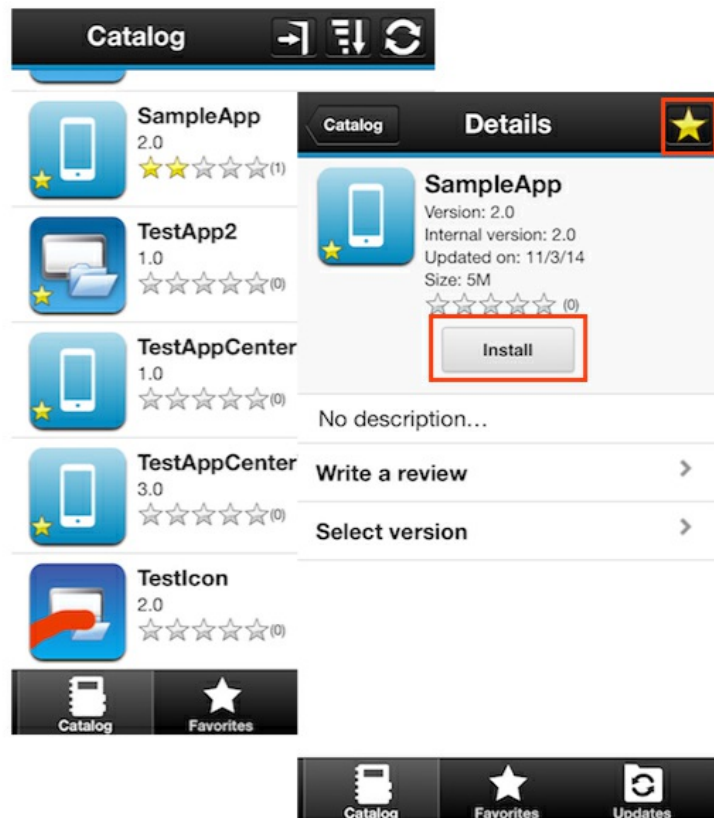 Catalog
SampleApp
2.0
(1)
TestApp2
1.0
(0)
TestAppCenter
1.0
(0)
TestAppCenter
3.0
(0)
TestIcon
2.0
(0)
Catalog
Favorites
Catalog
Details
SampleApp
Version: 2.0
Internal version: 2.0
Updated on: 11/3/14
Size: 5M
(0)
Install
No description...
Write a review
Select version
Catalog
Favorites
Updates